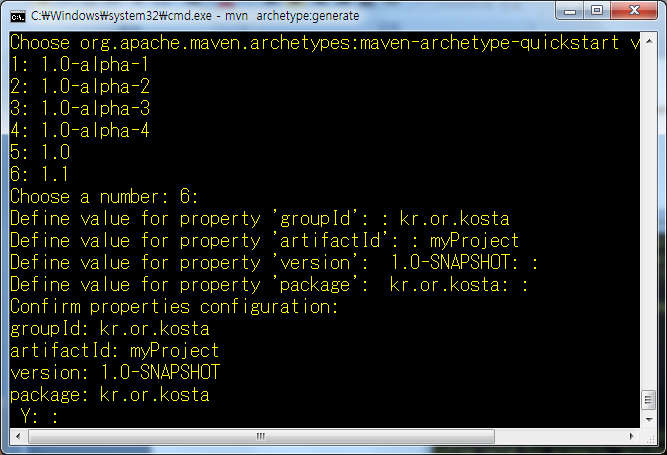 C:₩Windows₩system32₩cmd.exe - mvn  archetype:generate
Choose org.apache.maven.archetypes:maven-archetype-quickstart v
1: 1.0-alpha-1
2: 1.0-alpha-2
3: 1.0-alpha-3
4: 1.0-alpha-4
5: 1.0
6: 1.1
Choose a number: 6:
Define value for property 'groupId': : kr.or.kosta
Define value for property 'artifactId': : myProject
Define value for property 'version':  1.0-SNAPSHOT: :
Define value for property 'package':  kr.or.kosta: :
Confirm properties configuration:
groupId: kr.or.kosta
artifactId: myProject
version: 1.0-SNAPSHOT
package: kr.or.kosta
 Y: :